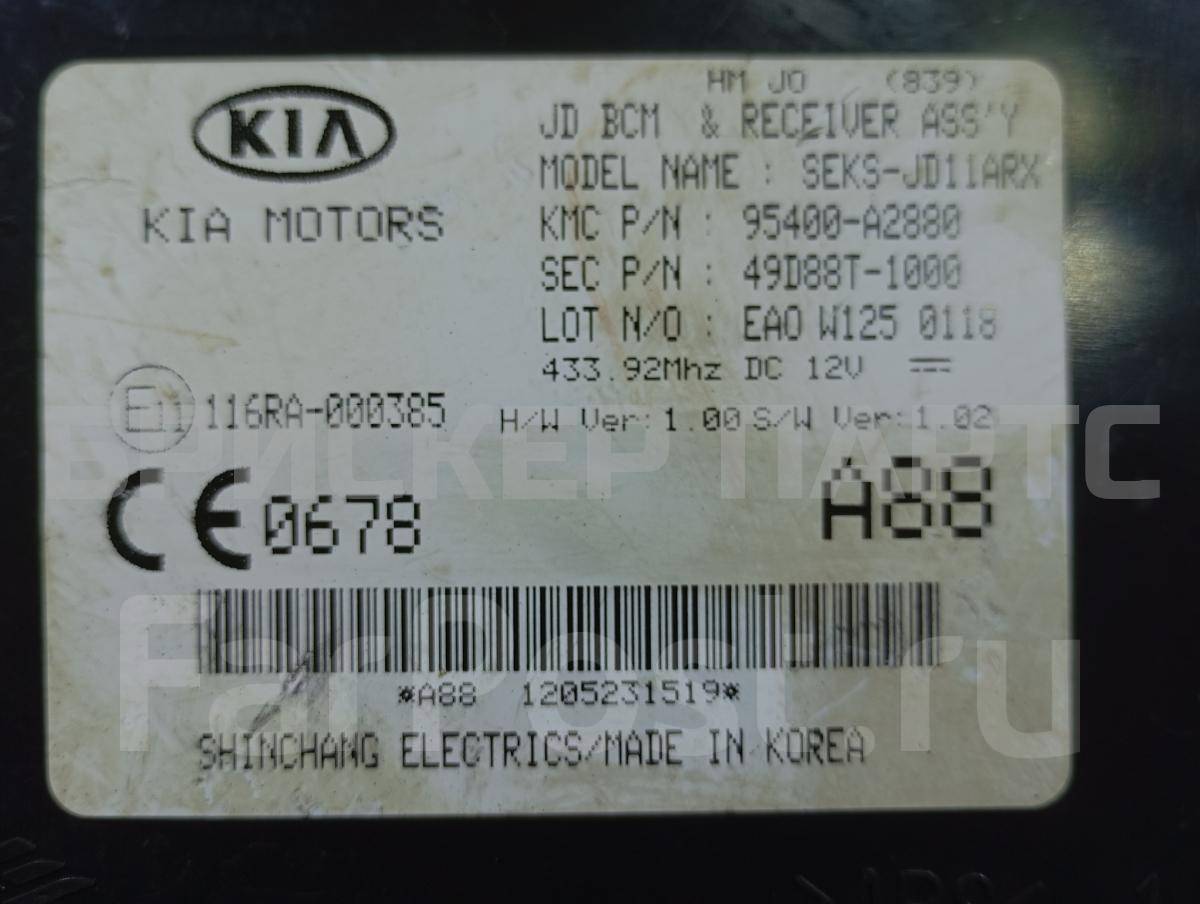 HM JO (839)
KIA
JD BCM & RECEIVER ASS'Y
MODEL NAME : SEKS-JD11ARX
KIA MOTORS
KMC P/N : 95400-A2880
SEC P/N : 49D88T-1000
LOT N/O : EAO W125 0118
433.92Mhz DC 12V
E11 116RA-000385
H/W Ver:1.00 S/W Ver:1.02
БРИСКЕР ПАРТС
CE 0678
A88
FarPost.ru
*A88 1205231519*
SHINCHANG ELECTRICS/MADE IN KOREA